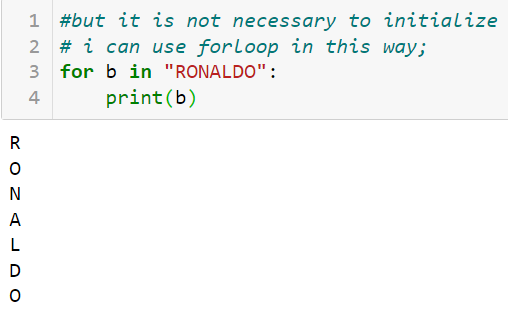 1 #but it is not necessary to initialize
2 # i can use forloop in this way;
3 for b in "RONALDO":
4     print(b)
R
O
N
A
L
D
O